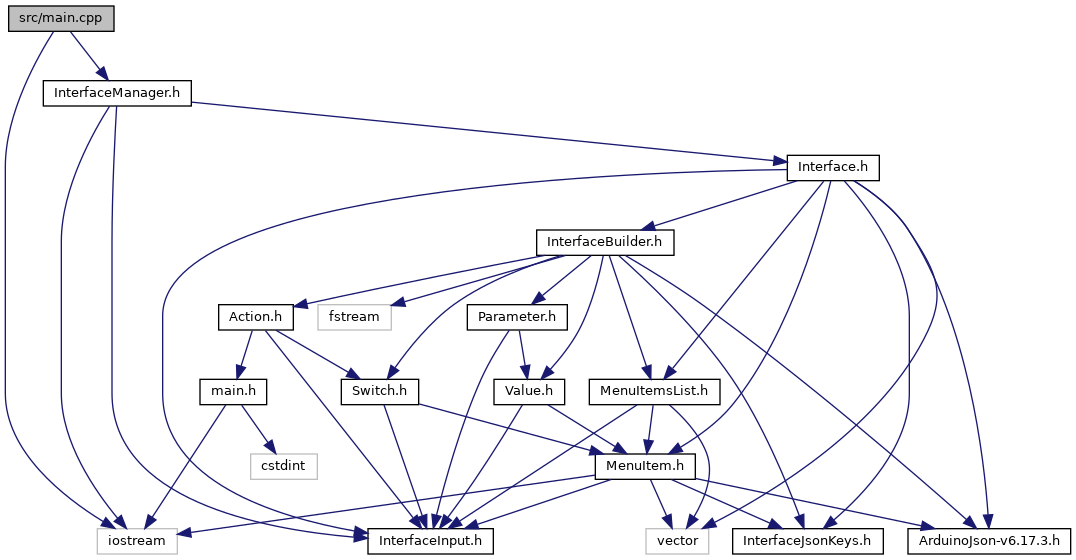 src/main.cpp
InterfaceManager.h
Interface.h
InterfaceBuilder.h
Action.h
fstream
Parameter.h
main.h
Switch.h
Value.h
MenuItemsList.h
cstdint
MenuItem.h
iostream
InterfaceInput.h
vector
InterfaceJsonKeys.h
ArduinoJson-v6.17.3.h